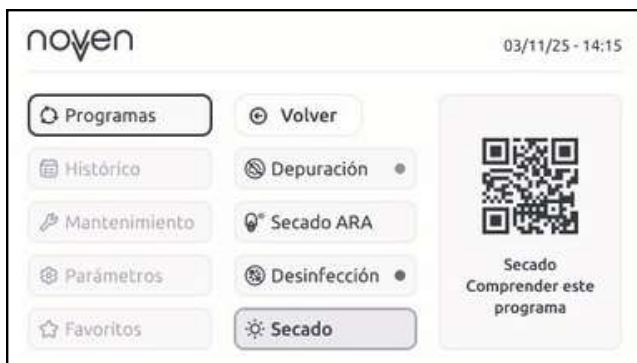 noven
03/11/25 - 14:15
Programas
Histórico
Mantenimiento
Parámetros
Favoritos
Volver
Depuración
Secado ARA
Desinfección
Secado
Secado
Comprender este
programa